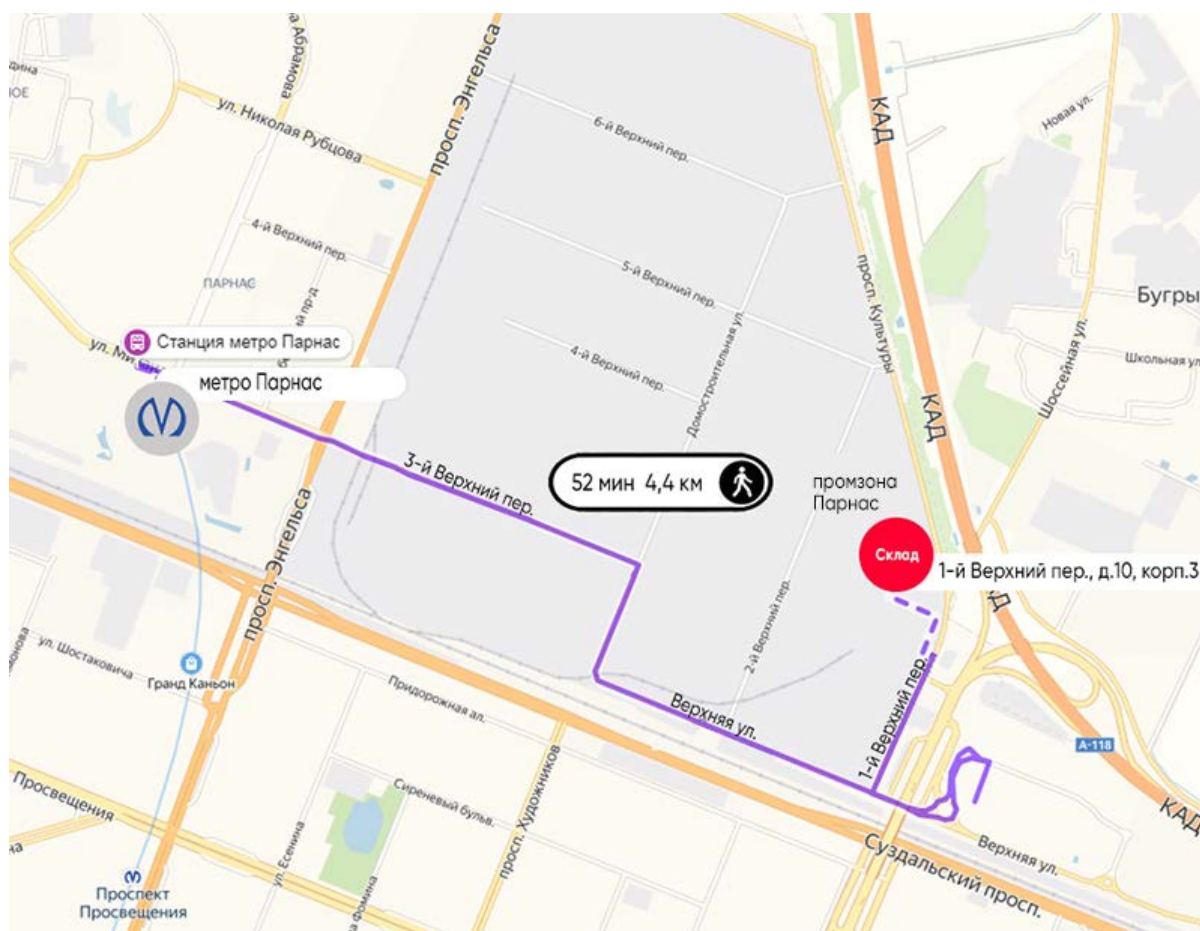 Абрамова
КАД
ул. Николая Рубцова
просп. Энгельса
6-й Верхний пер.
Новая ул.
4-й Верхний пер.
ПАРНАС
5-й Верхний пер.
просп. Культуры
Бугры
Станция метро Парнас
4-й Верхний пер.
Домостроительная ул.
Шоссейная ул.
Школьная ул
метро Парнас
КАД
3-й Верхний пер.
52 мин 4,4 км
промзона
Парнас
Склад
1-й Верхний пер., д.10, корп.3
КАД
просп. Энгельса
2-й Верхний пер.
ул. Шостаковича
Гранд Каньон
Придорожная ал.
Верхняя ул.
1-й Верхний пер.
А-118
Просвещения
Сиреневый бульв.
просп. Художников
ул. Есенина
КАД
Суздальский просп.
Верхняя ул.
Проспект
Просвещения